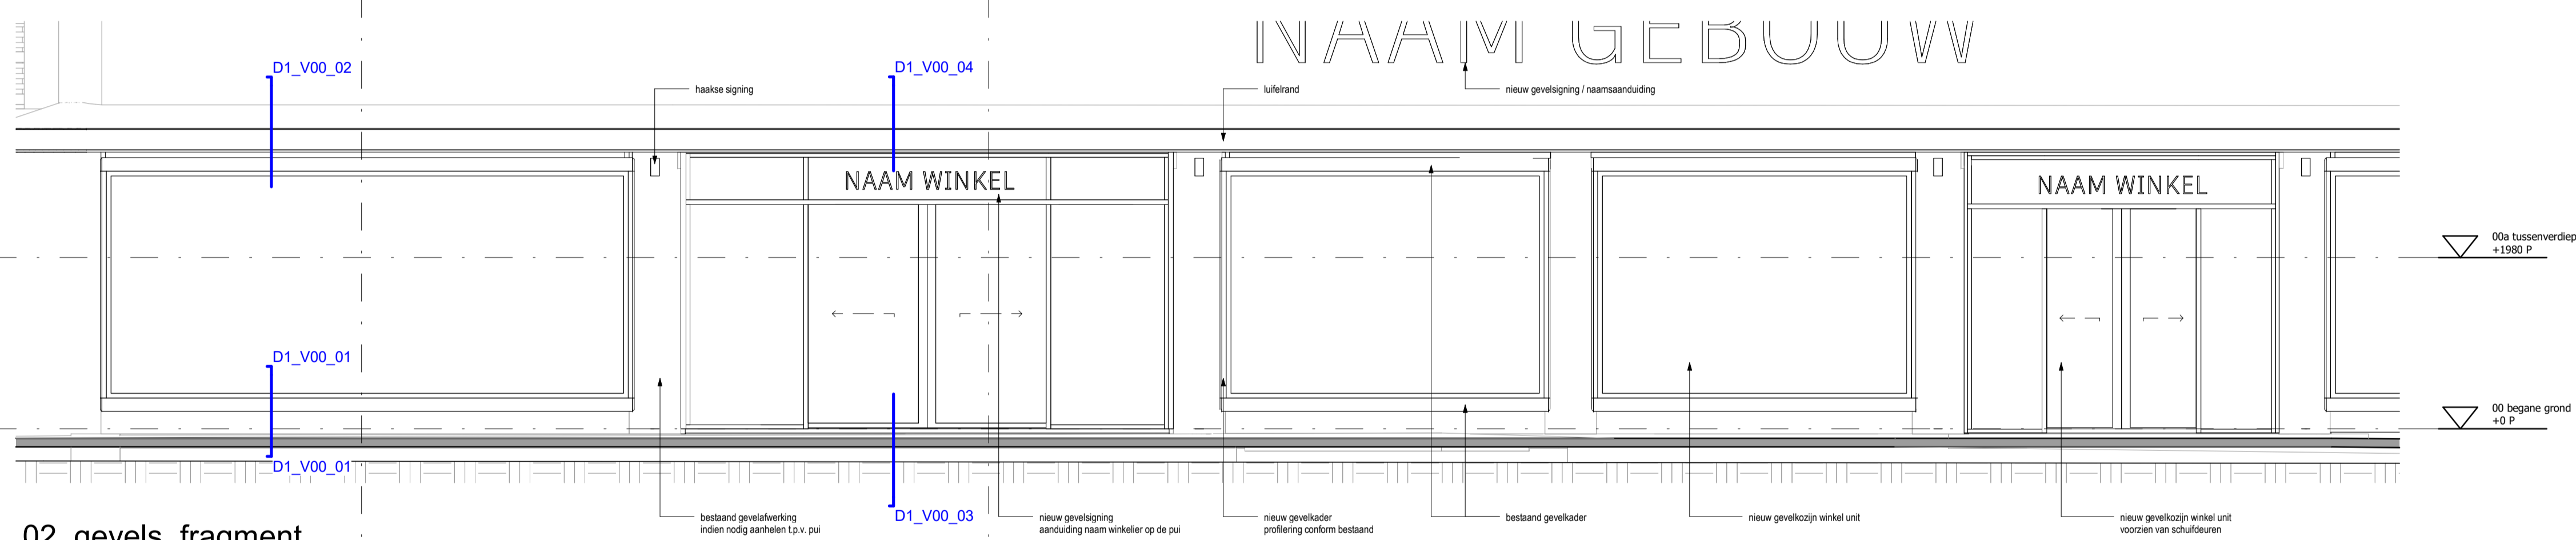 NAAM GEBOUW
D1_V00_02
D1_V00_04
haakse signing
luifelrand
nieuw gevelsigning / naamsaanduiding
NAAM WINKEL
NAAM WINKEL
00a tussenverdiep
+1980 P
D1_V00_01
00 begane grond
+0 P
D1_V00_01
D1_V00_03
bestaand gevelafwerking
indien nodig aanhelen t.p.v. pui
nieuw gevelsigning
aanduiding naam winkelier op de pui
nieuw gevelkader
profilering conform bestaand
bestaand gevelkader
nieuw gevelkozijn winkel unit
nieuw gevelkozijn winkel unit
voorzien van schuifdeuren
02 gevels fragment